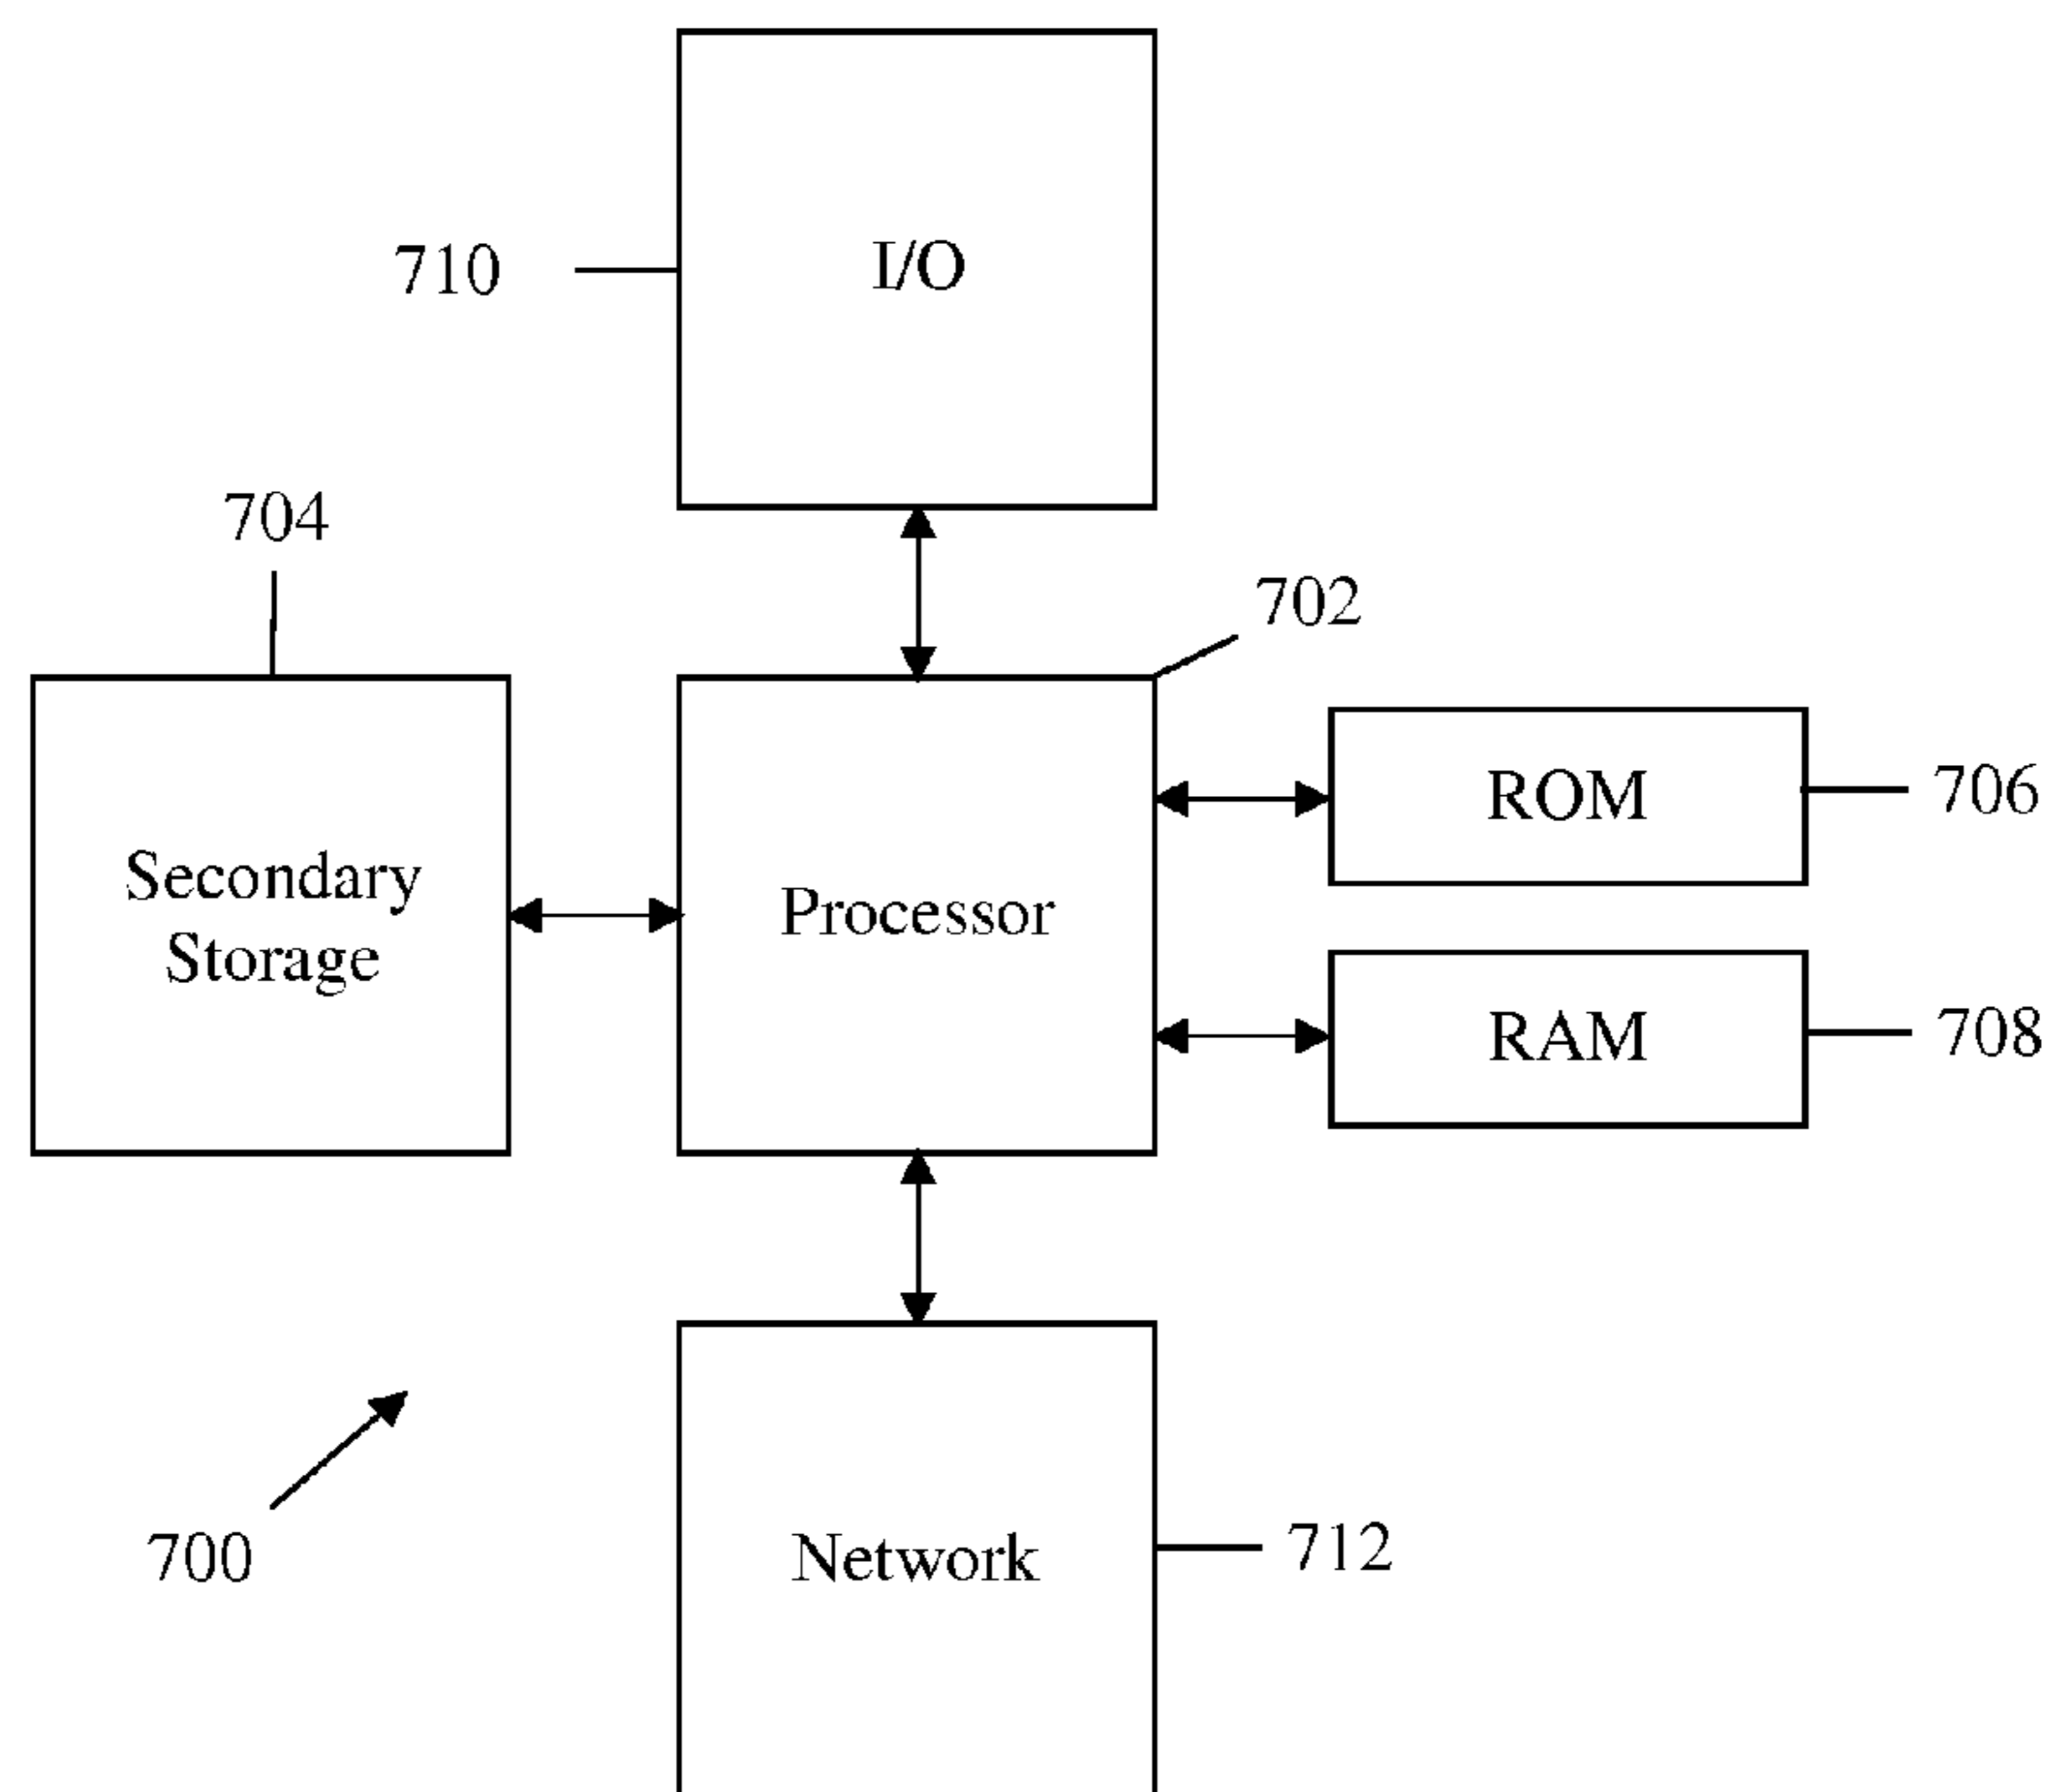 I/O
710
704
702
ROM
706
Secondary
Storage
Processor
RAM
708
700
Network
712